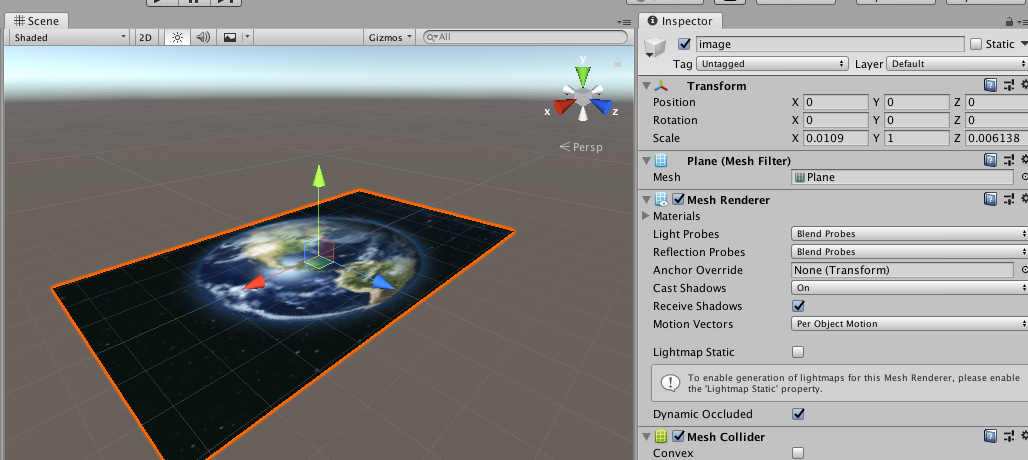 Scene
Shaded
2D
Gizmos
All
y
x
z
Persp
Inspector
image
Static
Tag Untagged Layer Default
Transform
Position X 0 Y 0 Z 0
Rotation X 0 Y 0 Z 0
Scale X 0.0109 Y 1 Z 0.006138
Plane (Mesh Filter)
Mesh Plane
Mesh Renderer
Materials
Light Probes Blend Probes
Reflection Probes Blend Probes
Anchor Override None (Transform)
Cast Shadows On
Receive Shadows
Motion Vectors Per Object Motion
Lightmap Static
To enable generation of lightmaps for this Mesh Renderer, please enable
the 'Lightmap Static' property.
Dynamic Occluded
Mesh Collider
Convex